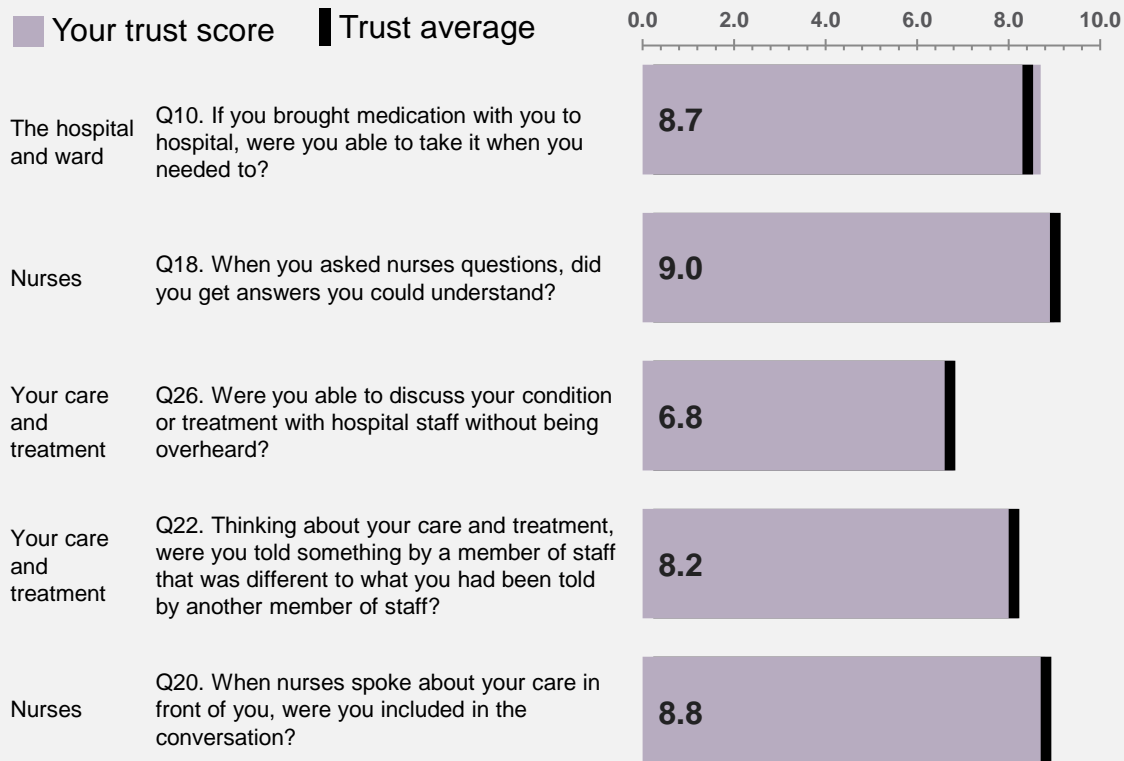 Your trust score Trust average
0.0 2.0 4.0 6.0 8.0 10.0
The hospital
and ward
Q10. If you brought medication with you to
hospital, were you able to take it when you
needed to?
8.7
Nurses
Q18. When you asked nurses questions, did
you get answers you could understand?
9.0
Your care
and
treatment
Q26. Were you able to discuss your condition
or treatment with hospital staff without being
overheard?
6.8
Your care
and
treatment
Q22. Thinking about your care and treatment,
were you told something by a member of staff
that was different to what you had been told
by another member of staff?
8.2
Nurses
Q20. When nurses spoke about your care in
front of you, were you included in the
conversation?
8.8